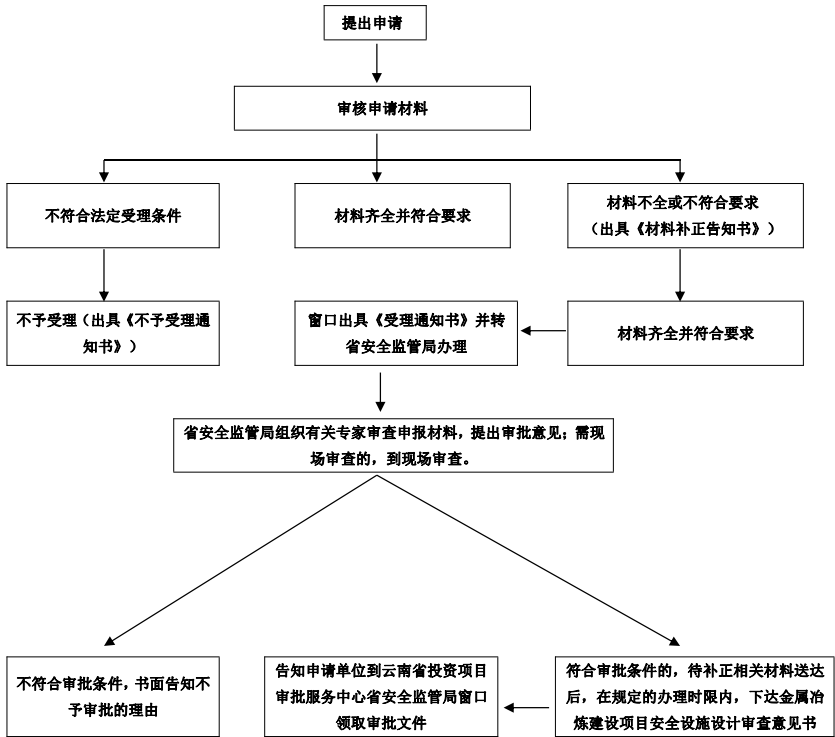 提出申请
审核申请材料
不符合法定受理条件
材料齐全并符合要求
材料不全或不符合要求
（出具《材料补正告知书》）
不予受理（出具《不予受理通
知书》）
窗口出具《受理通知书》并转
省安全监管局办理
材料齐全并符合要求
省安全监管局组织有关专家审查申报材料，提出审批意见；需现
场审查的，到现场审查。
不符合审批条件，书面告知不
予审批的理由
告知申请单位到云南省投资项目
审批服务中心省安全监管局窗口
领取审批文件
符合审批条件的，待补正相关材料送达
后，在规定的办理时限内，下达金属冶
炼建设项目安全设施设计审查意见书